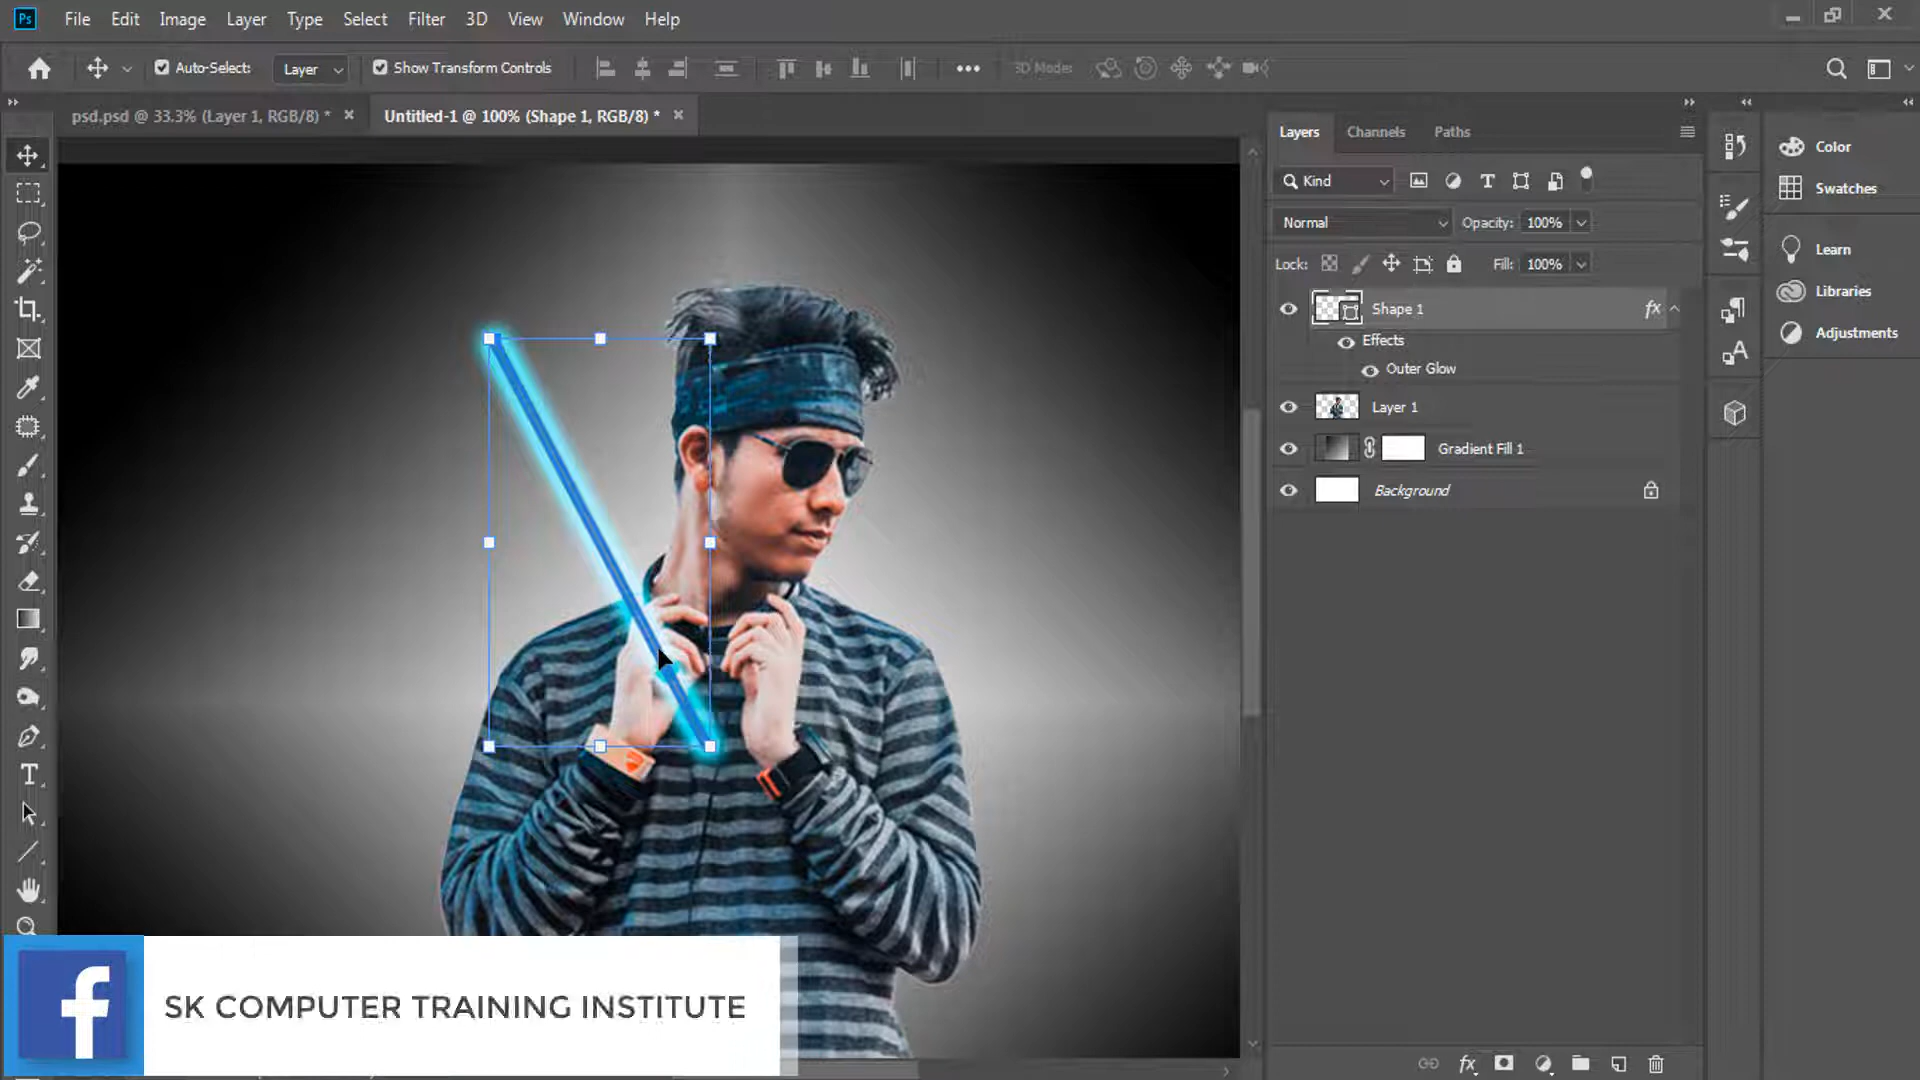 Ps File Edit Image Layer Type Select Filter 3D View Window Help
Auto-Select: Layer Show Transform Controls 3D Mode:
psd.psd @ 33.3% (Layer 1, RGB/8) * Untitled-1 @ 100% (Shape 1, RGB/8) *
Layers Channels Paths
Kind
Normal Opacity: 100%
Lock: Fill: 100%
Shape 1 fx
Effects
Outer Glow
Layer 1
Gradient Fill 1
Background
Color
Swatches
Learn
Libraries
Adjustments
SK COMPUTER TRAINING INSTITUTE